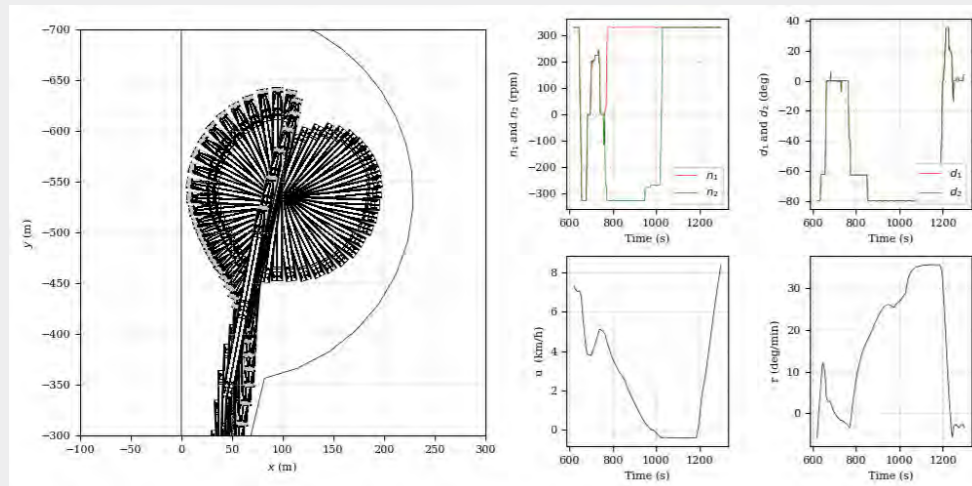 −700
−650
−600
−550
−500
−450
−400
−350
−300
y (m)
−100 −50 0 50 100 150 200 250 300
x (m)
300
200
100
0
−100
−200
−300
n₁ and n₂ (rpm)
n₁
n₂
600 800 1000 1200
Time (s)
40
20
0
−20
−40
−60
−80
d₁ and d₂ (deg)
d₁
d₂
600 800 1000 1200
Time (s)
8
6
4
2
0
u (km/h)
600 800 1000 1200
Time (s)
30
20
10
0
r (deg/min)
600 800 1000 1200
Time (s)